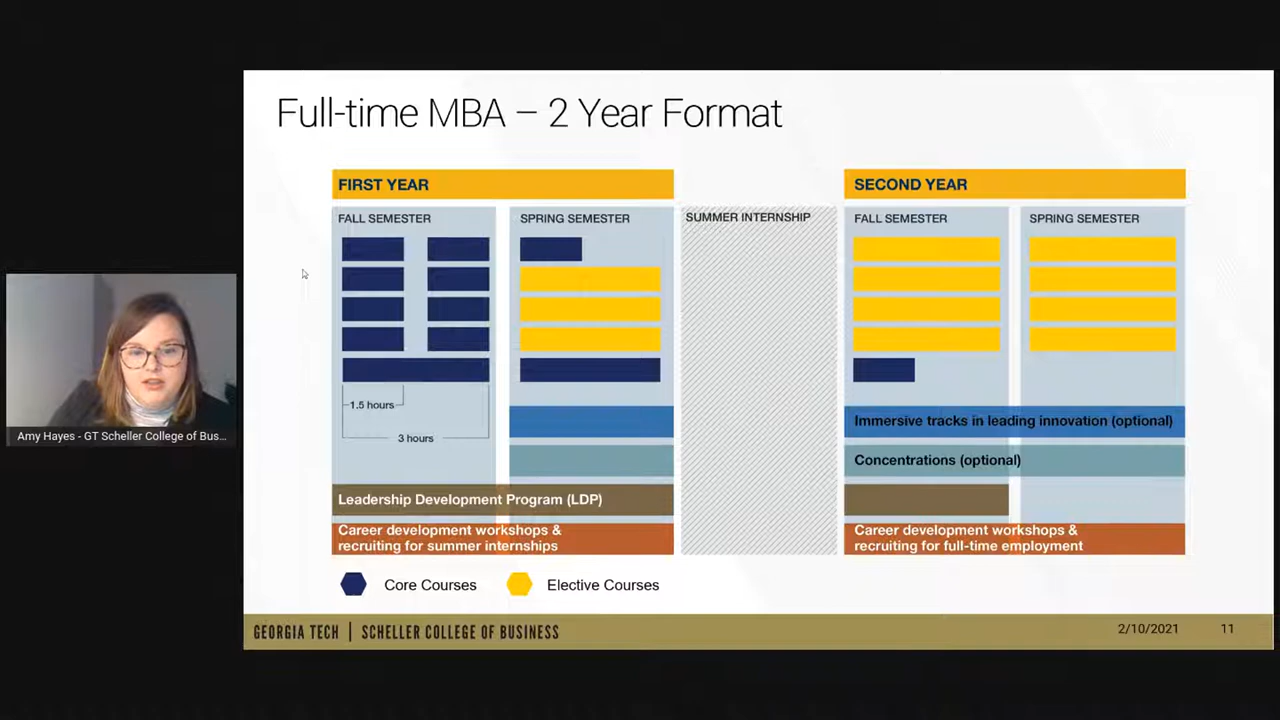 Full-time MBA – 2 Year Format
FIRST YEAR
SECOND YEAR
FALL SEMESTER
SPRING SEMESTER
SUMMER INTERNSHIP
FALL SEMESTER
SPRING SEMESTER
1.5 hours
3 hours
Immersive tracks in leading innovation (optional)
Concentrations (optional)
Leadership Development Program (LDP)
Career development workshops &
recruiting for summer internships
Career development workshops &
recruiting for full-time employment
Core Courses
Elective Courses
GEORGIA TECH | SCHELLER COLLEGE OF BUSINESS
2/10/2021
11
Amy Hayes - GT Scheller College of Bus...